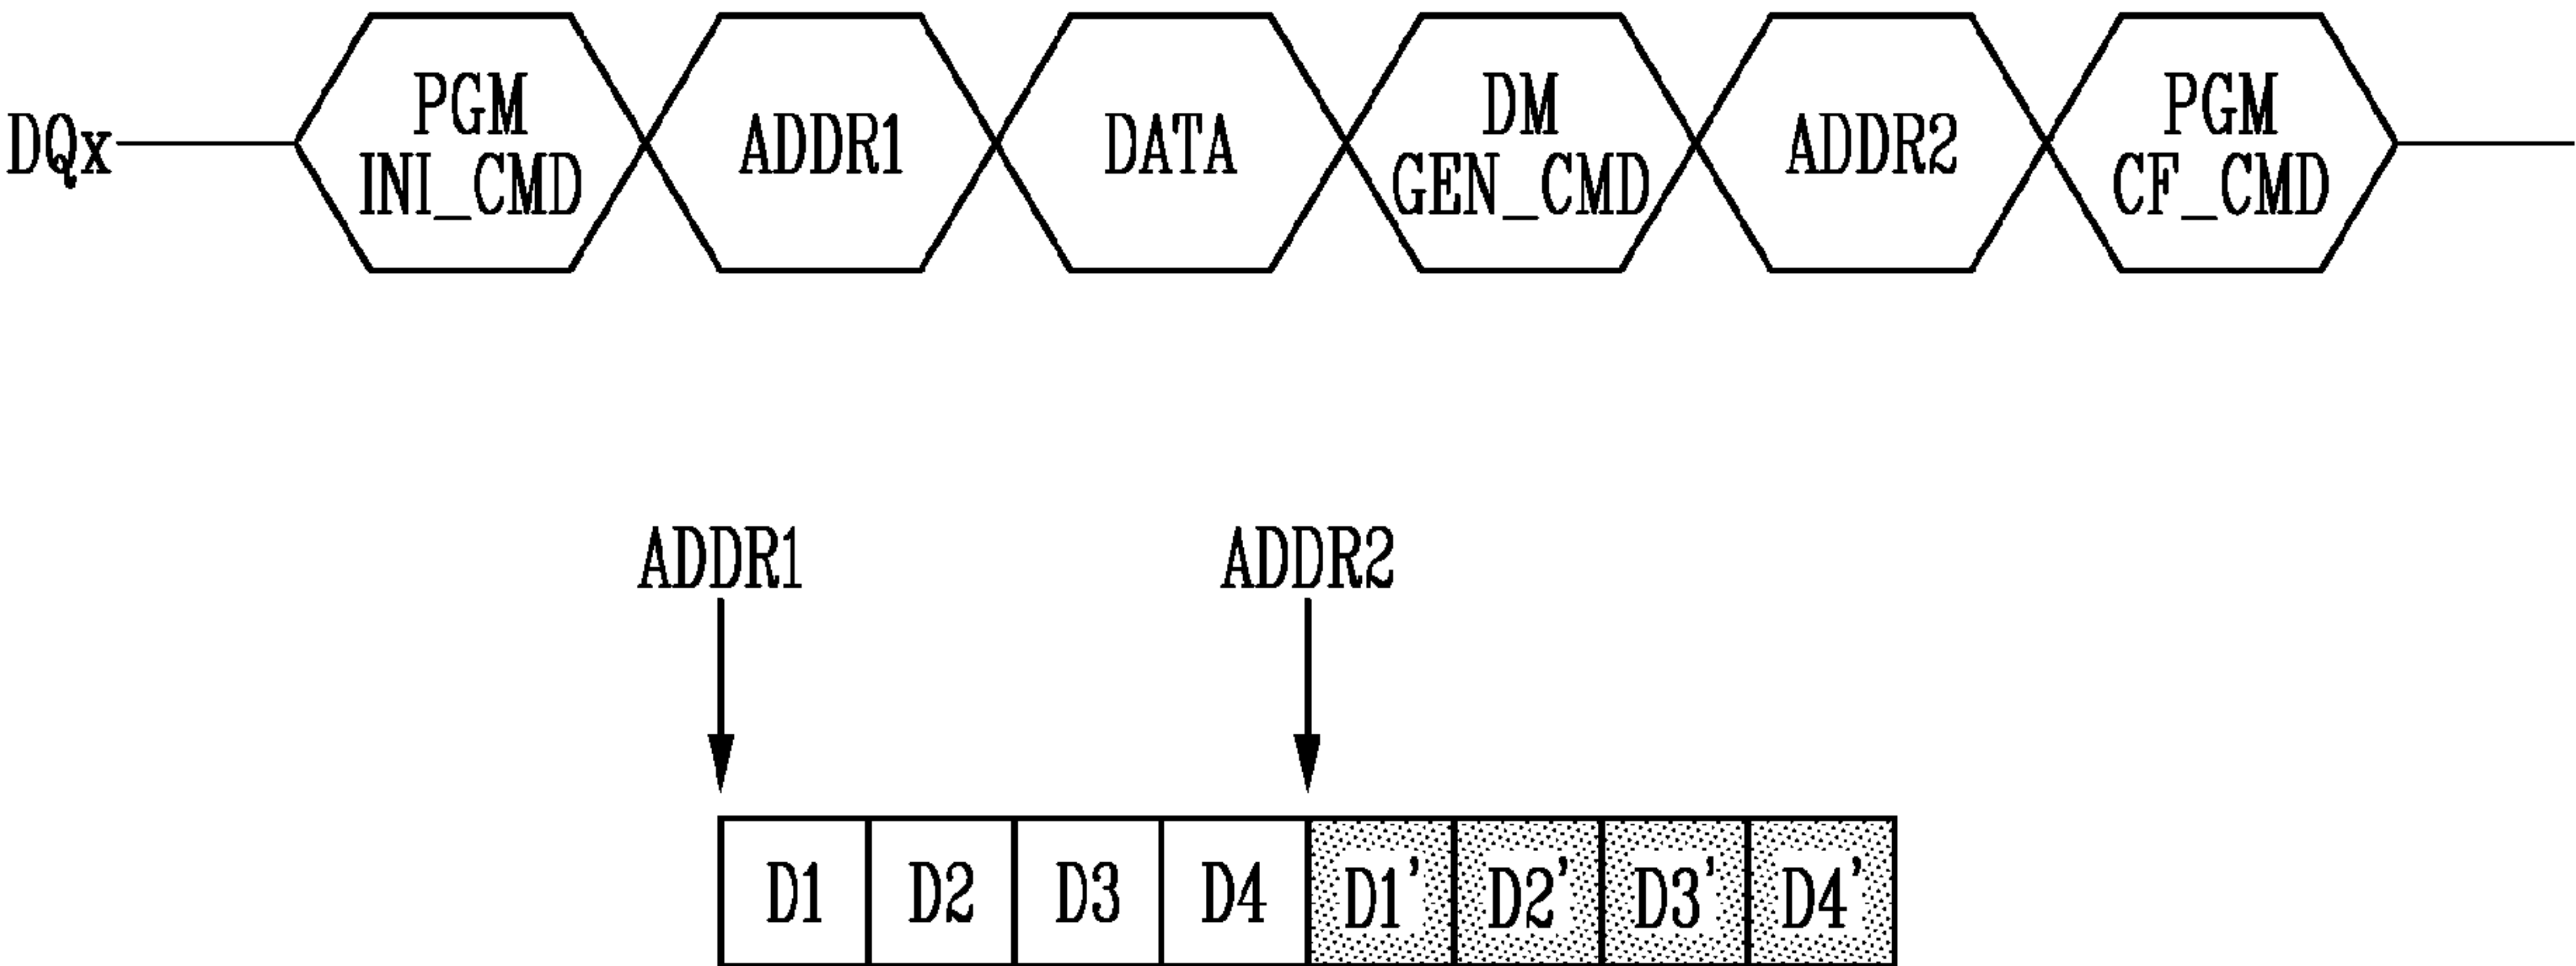 DQx
PGM
INI_CMD
ADDR1
DATA
DM
GEN_CMD
ADDR2
PGM
CF_CMD
ADDR1
ADDR2
D1
D2
D3
D4
D1'
D2'
D3'
D4'